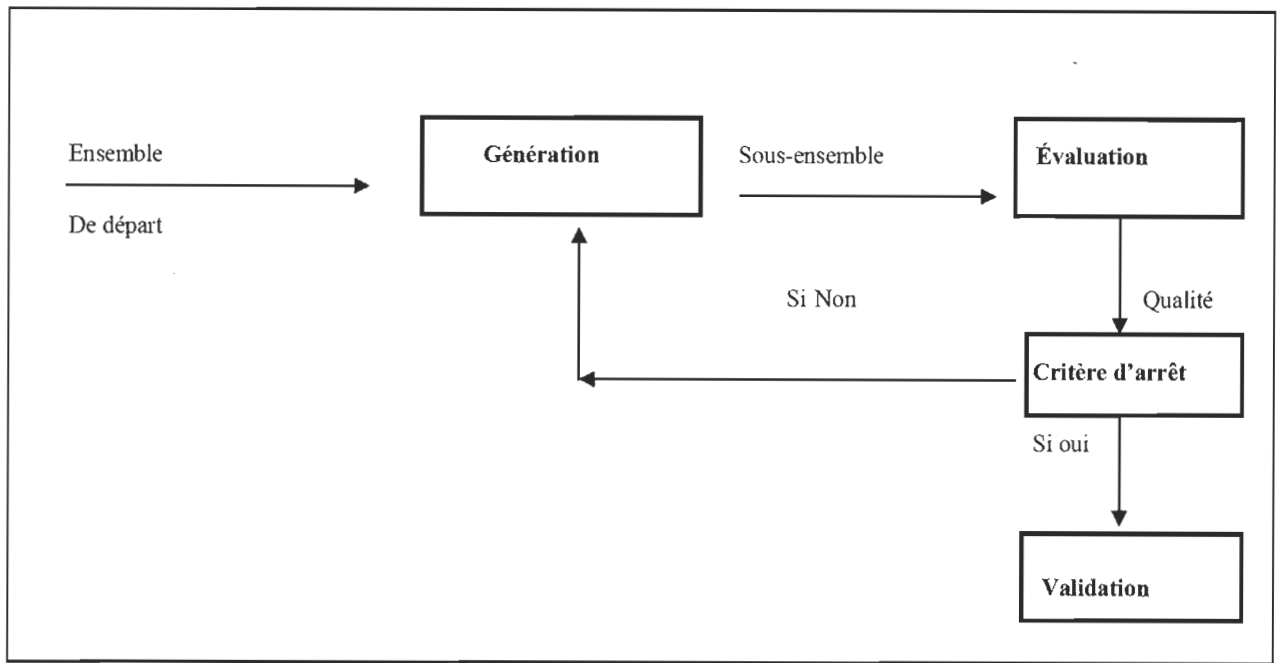 Ensemble
De départ
Génération
Sous-ensemble
Évaluation
Si Non
Qualité
Critère d'arrêt
Si oui
Validation